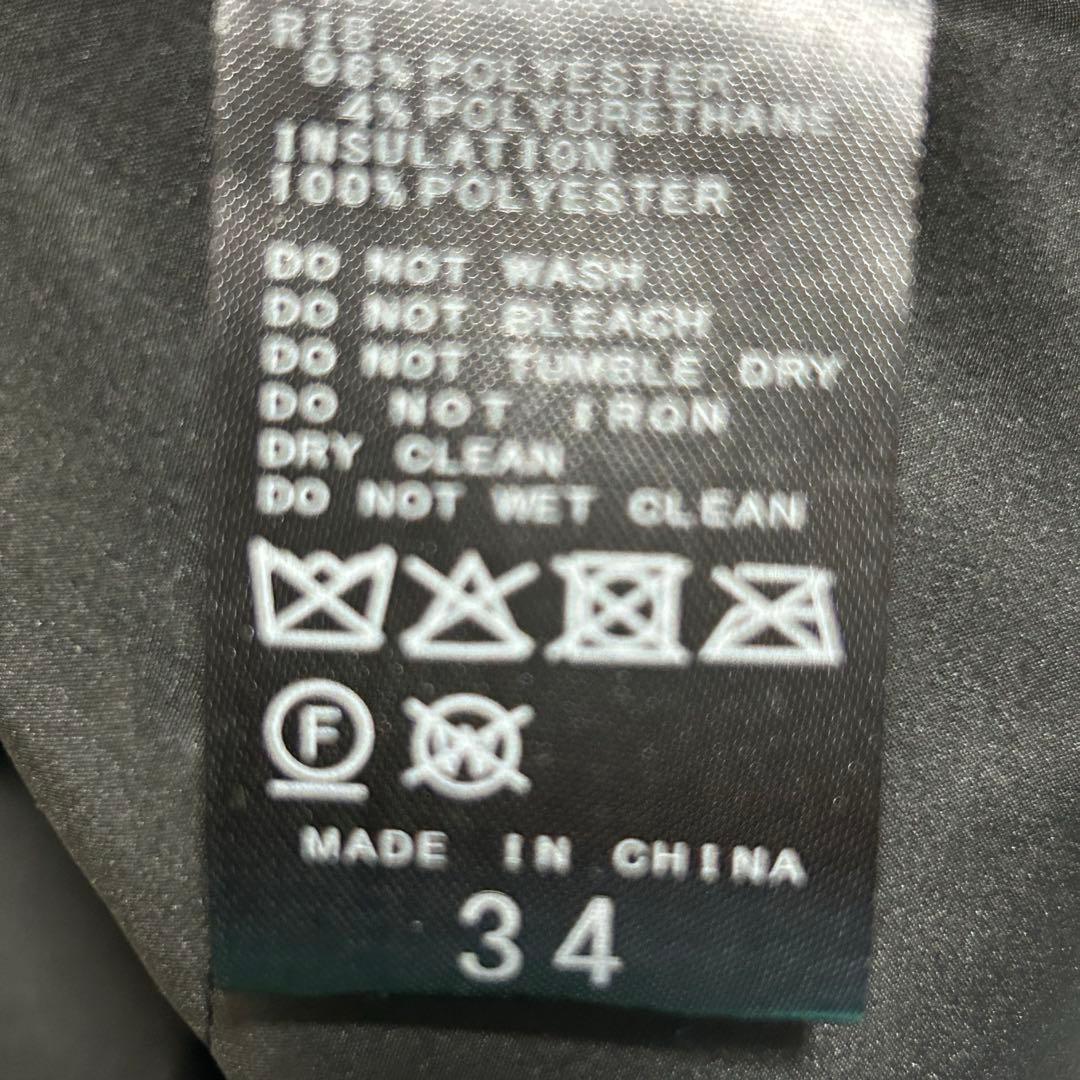 RIB
96% POLYESTER
4% POLYURETHANE
INSULATION
100% POLYESTER
DO NOT WASH
DO NOT BLEACH
DO NOT TUMBLE DRY
DO NOT IRON
DRY CLEAN
DO NOT WET CLEAN
F W
MADE IN CHINA
34